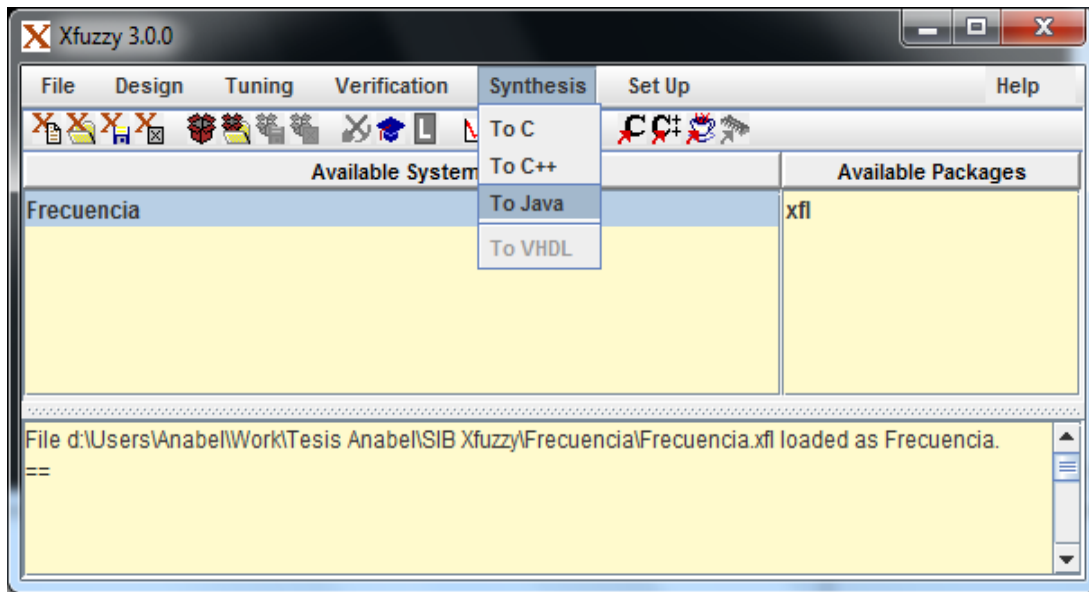 Xfuzzy 3.0.0
File Design Tuning Verification Synthesis Set Up Help
To C
To C++
To Java
To VHDL
Available System Available Packages
Frecuencia xfl
File d:\Users\Anabel\Work\Tesis Anabel\SIB Xfuzzy\Frecuencia\Frecuencia.xfl loaded as Frecuencia.
==